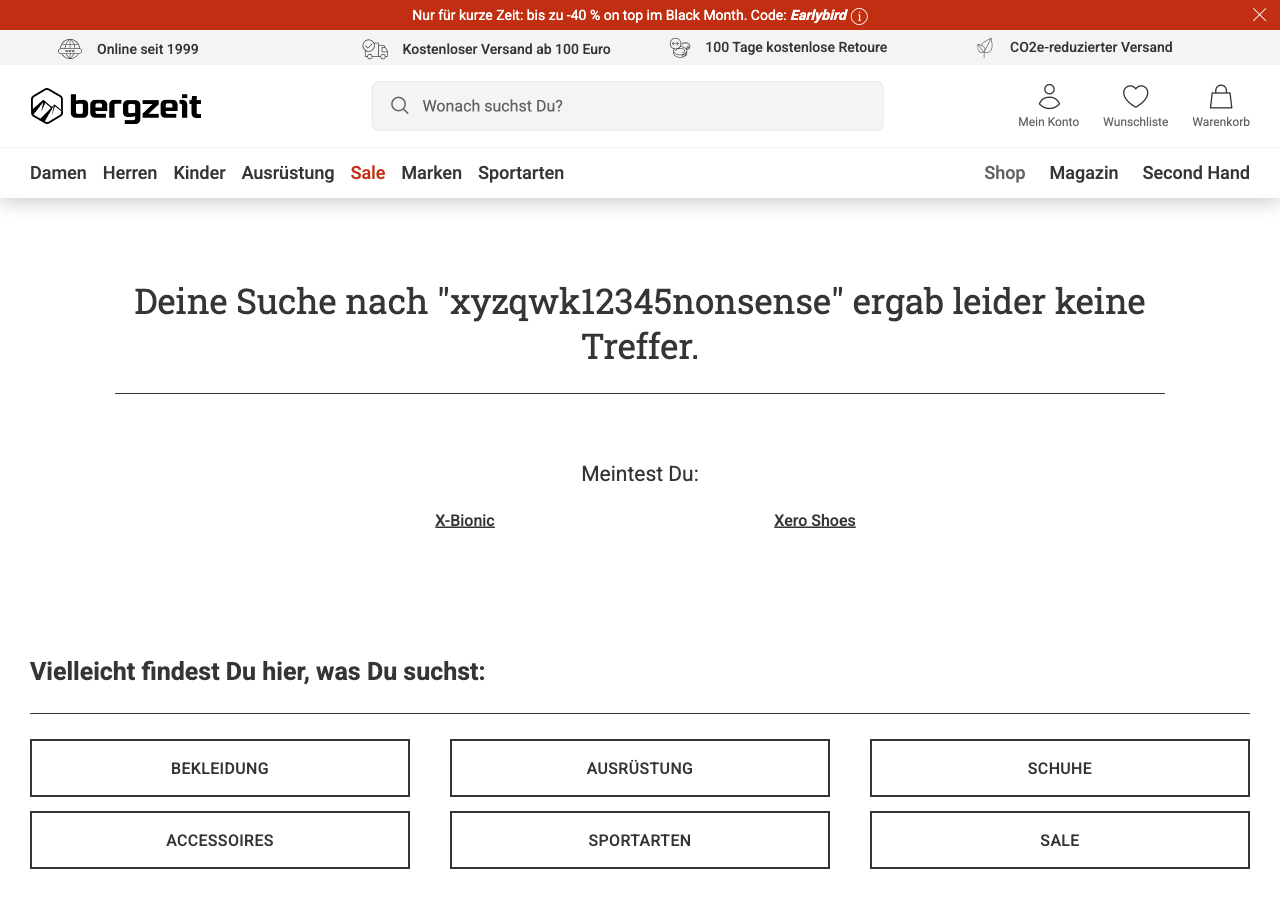 Nur für kurze Zeit: bis zu -40 % on top im Black Month. Code: Earlybird
Online seit 1999
Kostenloser Versand ab 100 Euro
100 Tage kostenlose Retoure
CO2e-reduzierter Versand
bergzeit
Wonach suchst Du?
Mein Konto
Wunschliste
Warenkorb
Damen
Herren
Kinder
Ausrüstung
Sale
Marken
Sportarten
Shop
Magazin
Second Hand
Deine Suche nach "xyzqwk12345nonsense" ergab leider keine
Treffer.
Meintest Du:
X-Bionic
Xero Shoes
Vielleicht findest Du hier, was Du suchst:
BEKLEIDUNG
AUSRÜSTUNG
SCHUHE
ACCESSOIRES
SPORTARTEN
SALE